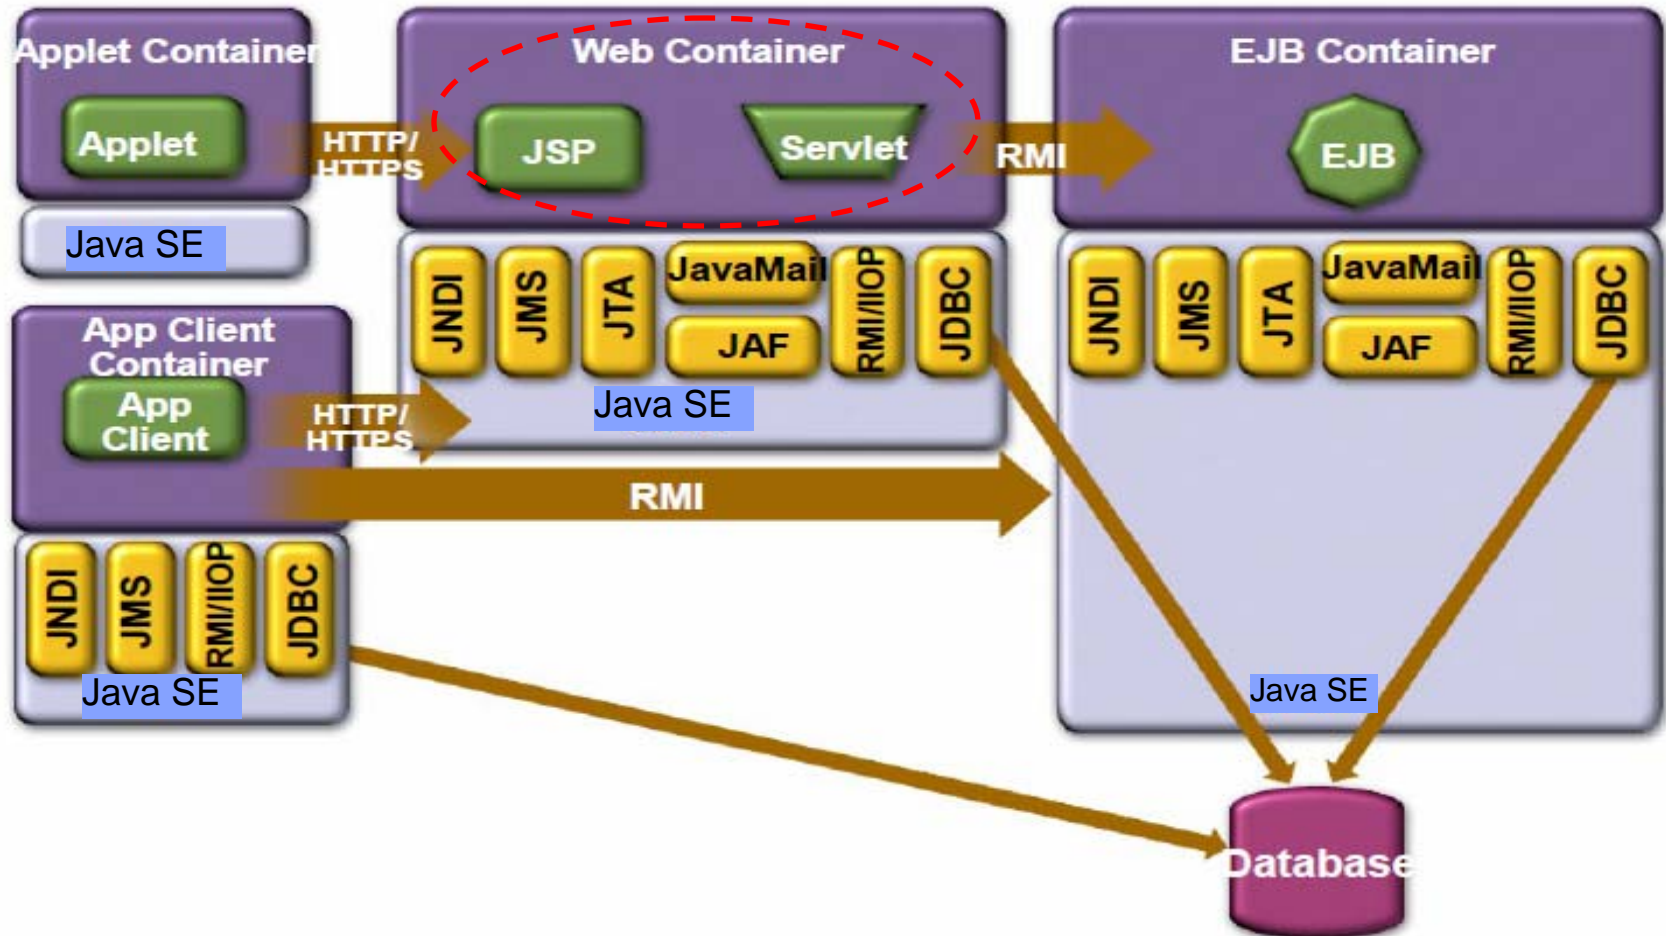 Applet Container
Applet
Java SE
HTTP/
HTTPS
Web Container
JSP
Servlet
RMI
EJB Container
EJB
JNDI
JMS
JTA
JavaMail
JAF
RMI/IIOP
JDBC
Java SE
JNDI
JMS
JTA
JavaMail
JAF
RMI/IIOP
JDBC
Java SE
App Client
Container
App
Client
HTTP/
HTTPS
RMI
JNDI
JMS
RMI/IIOP
JDBC
Java SE
Database